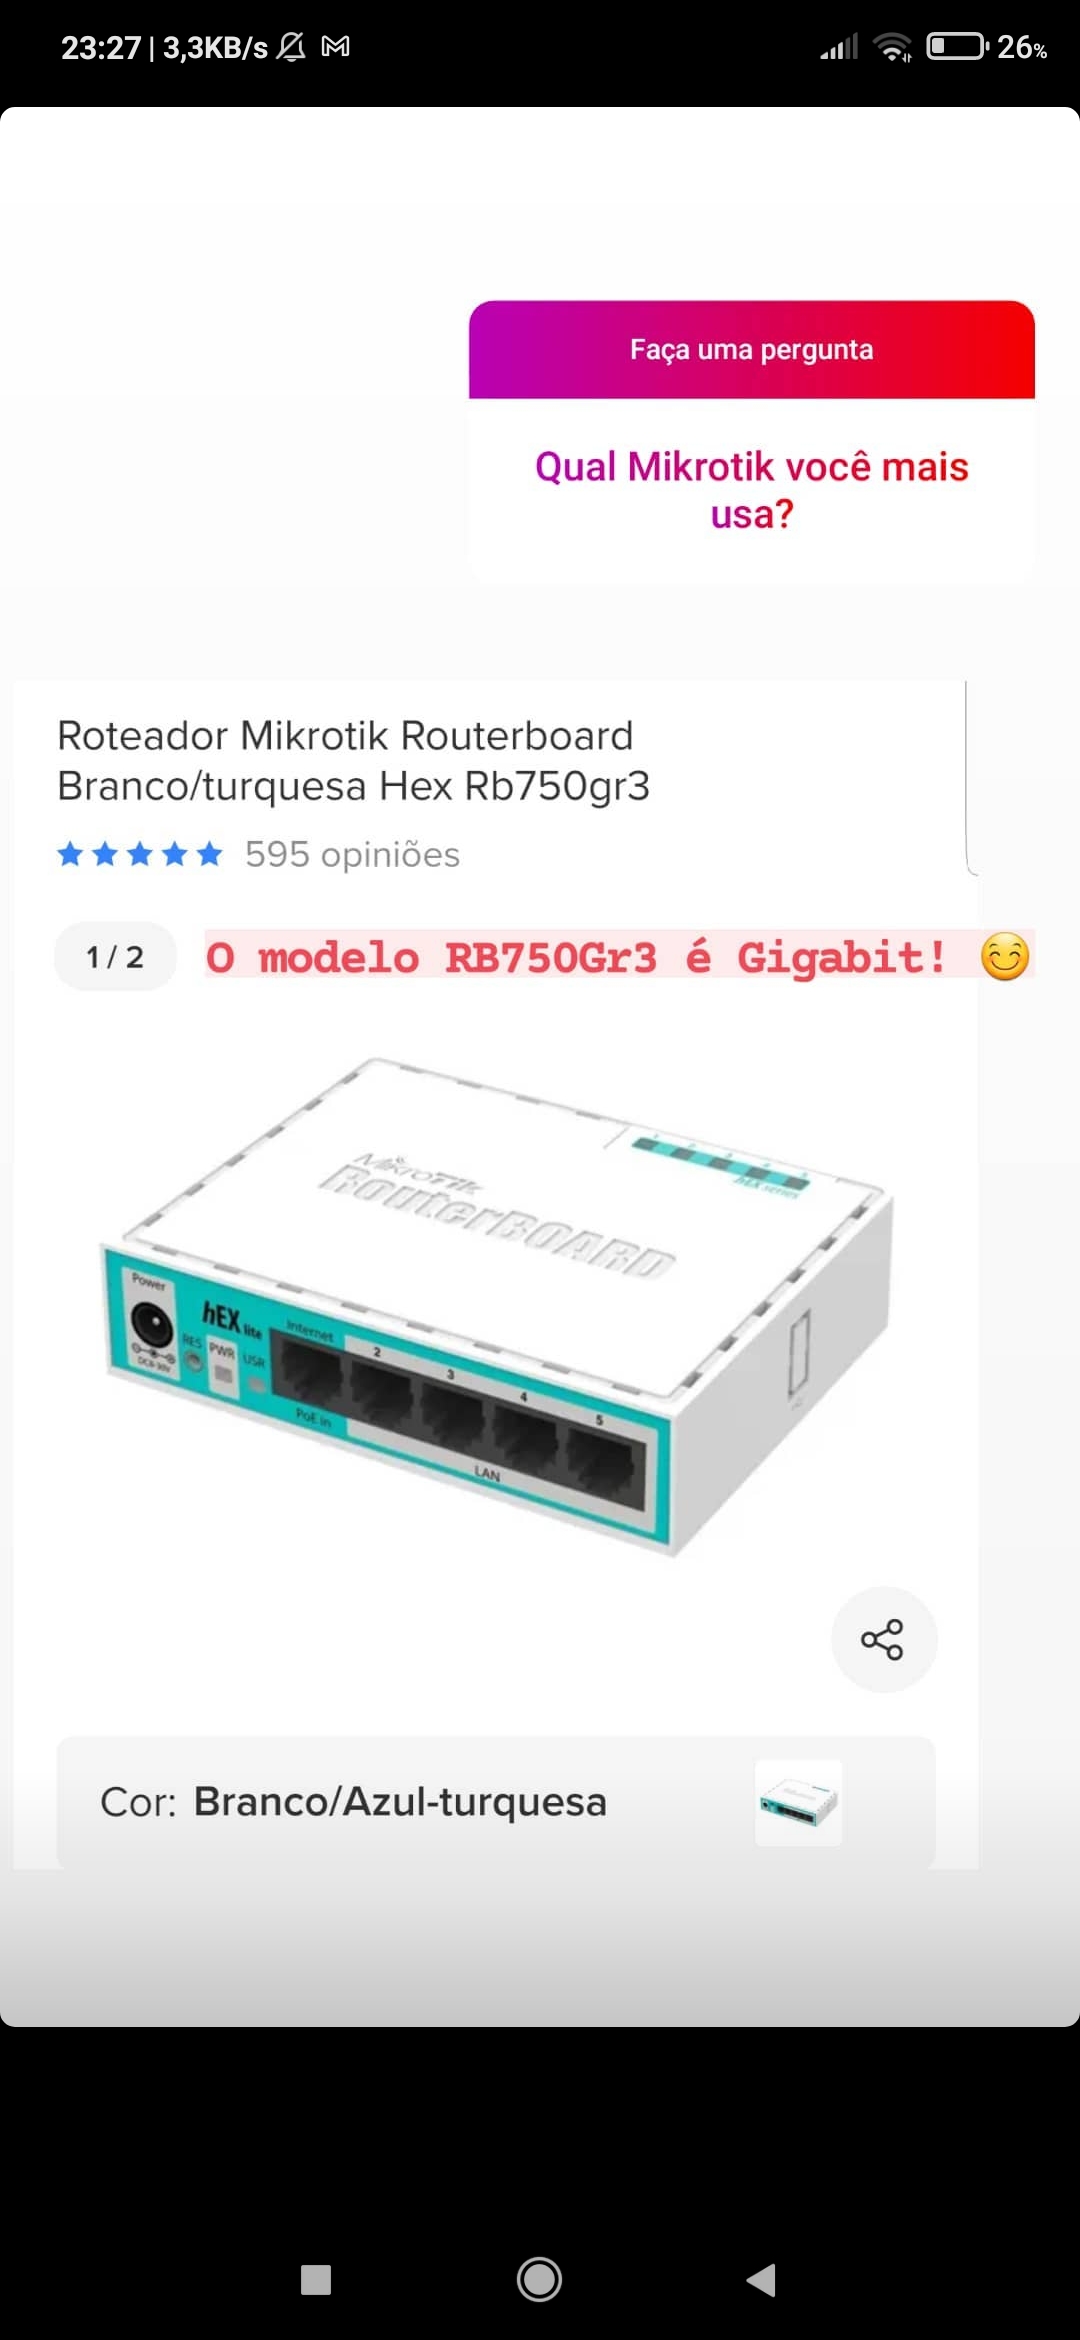 23:27 | 3,3KB/s
26%
Faça uma pergunta
Qual Mikrotik você mais
usa?
Roteador Mikrotik Routerboard
Branco/turquesa Hex Rb750gr3
595 opiniões
1 / 2
O modelo RB750Gr3 é Gigabit! 😊
MikroTik
RouterBOARD
hEX series
Power
hEX lite
Internet
2
3
4
5
RES
PWR
USR
PoE in
LAN
Cor: Branco/Azul-turquesa